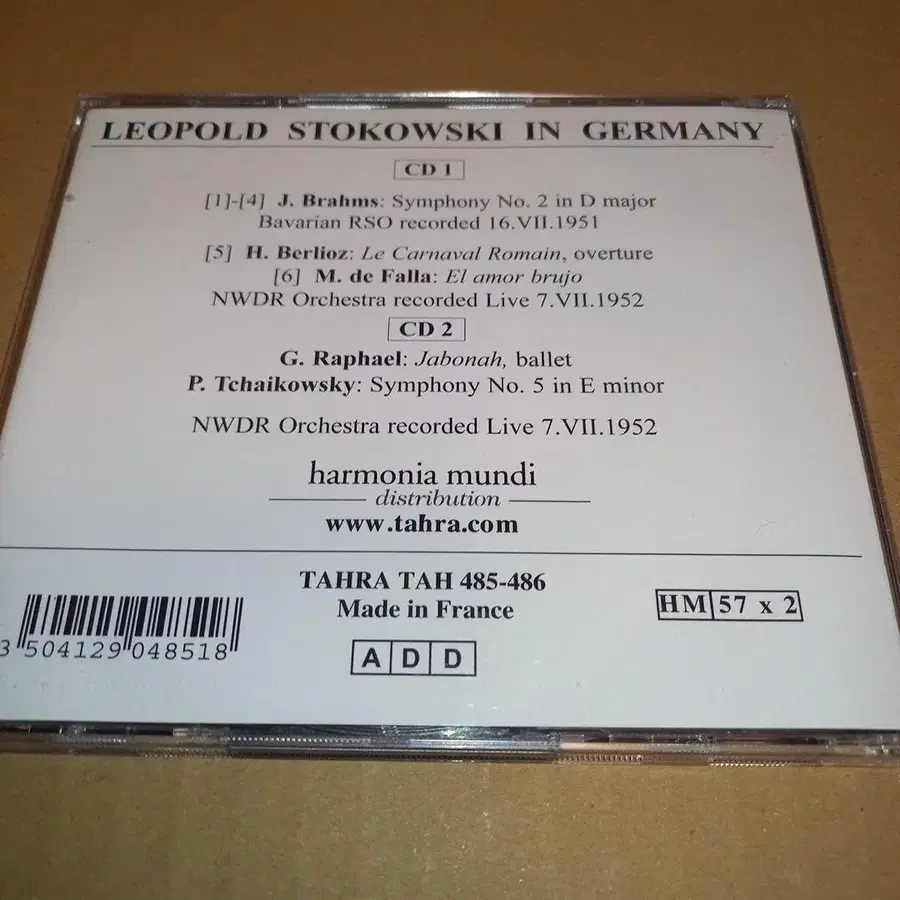 LEOPOLD STOKOWSKI IN GERMANY
CD 1
[1]-[4] J. Brahms: Symphony No. 2 in D major
Bavarian RSO recorded 16.VII.1951
[5] H. Berlioz: Le Carnaval Romain, overture
[6] M. de Falla: El amor brujo
NWDR Orchestra recorded Live 7.VII.1952
CD 2
G. Raphael: Jabonah, ballet
P. Tchaikowsky: Symphony No. 5 in E minor
NWDR Orchestra recorded Live 7.VII.1952
harmonia mundi
distribution
www.tahra.com
TAHRA TAH 485-486
Made in France
HM 57 x 2
3 504129 048518
A D D